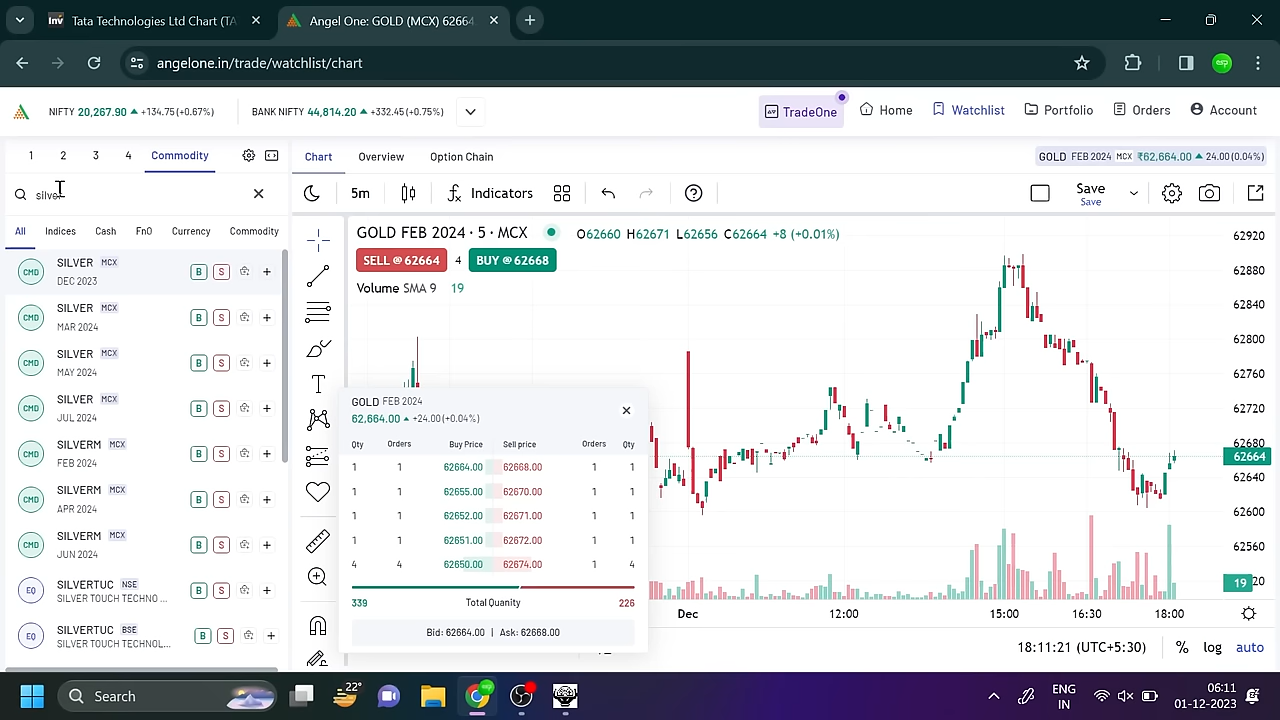 Tata Technologies Ltd Chart (TA
Angel One: GOLD (MCX) 62664
angelone.in/trade/watchlist/chart
NIFTY 20,267.90 +134.75(+0.67%)
BANK NIFTY 44,814.20 +332.45(+0.75%)
TradeOne
Home
Watchlist
Portfolio
Orders
Account
1 2 3 4 Commodity
Chart Overview Option Chain
GOLD FEB 2024 MCX ₹62,664.00 24.00(0.04%)
silver
5m
Indicators
Save
Save
All Indices Cash FnO Currency Commodity
GOLD FEB 2024 · 5 · MCX
O62660 H62671 L62656 C62664 +8 (+0.01%)
SELL @ 62664 4 BUY @ 62668
Volume SMA 9 19
CMD SILVER MCX
DEC 2023
B S
CMD SILVER MCX
MAR 2024
B S
CMD SILVER MCX
MAY 2024
B S
CMD SILVER MCX
JUL 2024
B S
CMD SILVERM MCX
FEB 2024
B S
CMD SILVERM MCX
APR 2024
B S
CMD SILVERM MCX
JUN 2024
B S
EQ SILVERTUC NSE
SILVER TOUCH TECHNO ...
B S
EQ SILVERTUC BSE
SILVER TOUCH TECHNOL...
B S
GOLD FEB 2024
62,664.00 +24.00(+0.04%)
Qty Orders Buy Price Sell price Orders Qty
1 1 62664.00 62668.00 1 1
1 1 62655.00 62670.00 1 1
1 1 62652.00 62671.00 1 1
1 1 62651.00 62672.00 1 1
4 4 62650.00 62674.00 1 4
339 Total Quanity 226
Bid: 62664.00 | Ask: 62668.00
62920
62880
62840
62800
62760
62720
62680
62664
62640
62600
62560
19
Dec 12:00 15:00 16:30 18:00
18:11:21 (UTC+5:30) % log auto
Search
22°
ENG
IN
06:11
01-12-2023